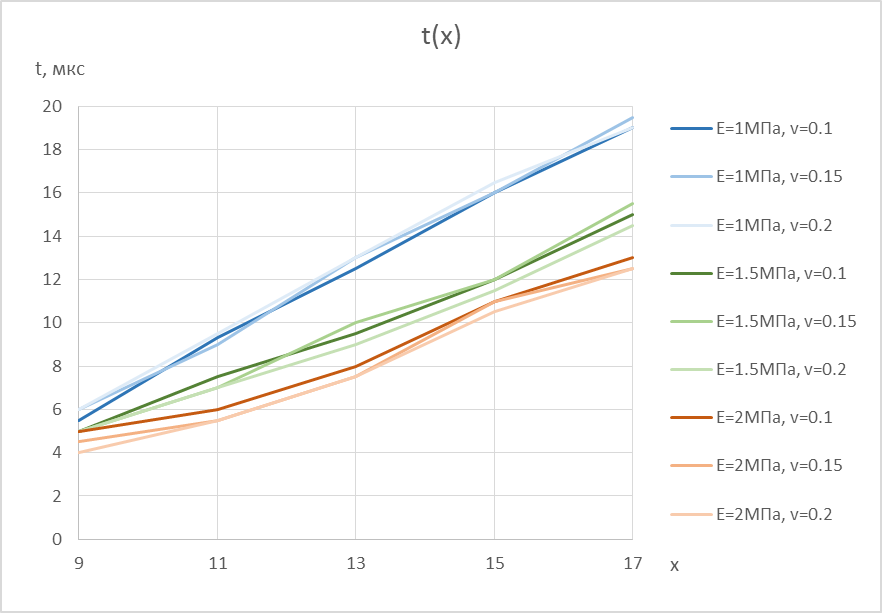 t(x)
t, мкс
20
18
16
14
12
10
8
6
4
2
0
9 11 13 15 17 x
E=1МПа, ν=0.1
E=1МПа, ν=0.15
E=1МПа, ν=0.2
E=1.5МПа, ν=0.1
E=1.5МПа, ν=0.15
E=1.5МПа, ν=0.2
E=2МПа, ν=0.1
E=2МПа, ν=0.15
E=2МПа, ν=0.2